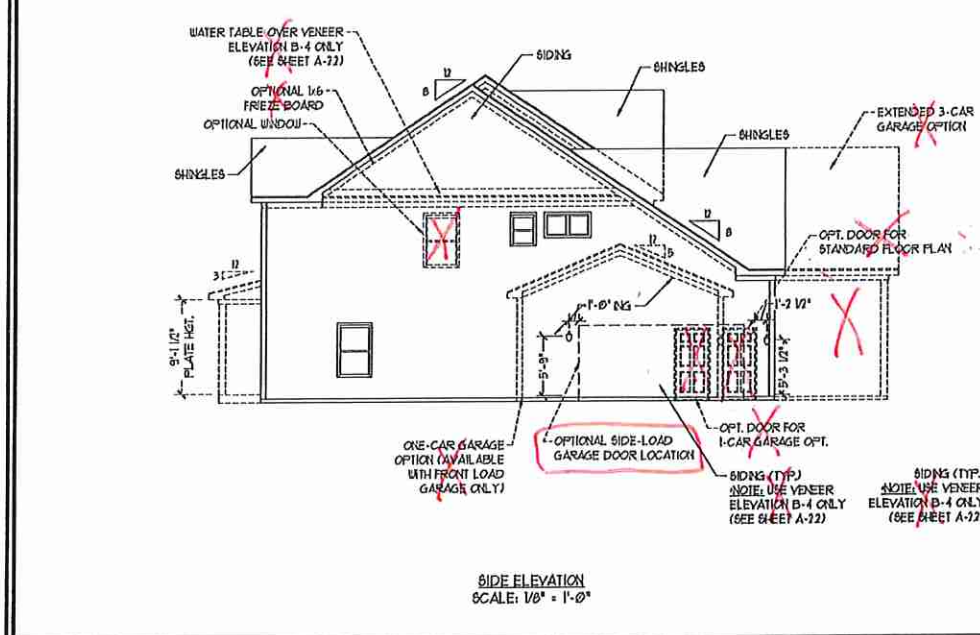 WATER TABLE OVER VENEER
ELEVATION B-4 ONLY
(SEE SHEET A-22)
OPTIONAL 1x6
FRIEZE BOARD
OPTIONAL WINDOW
SHINGLES
12
8
SIDING
SHINGLES
SHINGLES
EXTENDED 3-CAR
GARAGE OPTION
12
8
OPT. DOOR FOR
STANDARD FLOOR PLAN
12
5
3
12
1'-0"
1'-2 1/2"
9'-1 1/2"
PLATE HGT.
5'-9"
5'-3 1/2"
ONE-CAR GARAGE
OPTION (AVAILABLE
WITH FRONT LOAD
GARAGE ONLY)
OPTIONAL SIDE-LOAD
GARAGE DOOR LOCATION
OPT. DOOR FOR
1-CAR GARAGE OPT.
SIDING (TYP.)
NOTE: USE VENEER
ELEVATION B-4 ONLY
(SEE SHEET A-22)
SIDING (TYP.
NOTE: USE VENEER
ELEVATION B-4 ONLY
(SEE SHEET A-22
SIDE ELEVATION
SCALE: 1/8" = 1'-0"